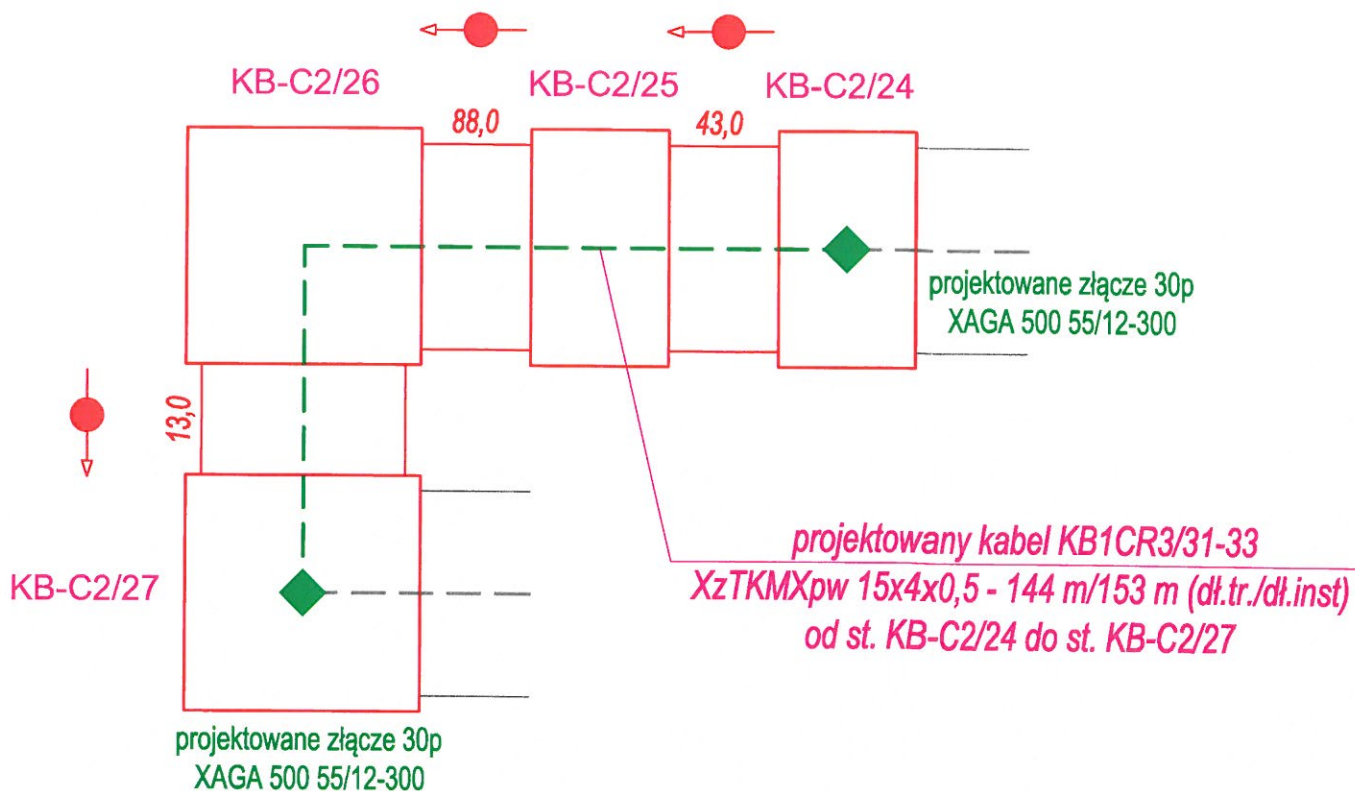 KB-C2/26
KB-C2/25
KB-C2/24
88,0
43,0
projektowane złącze 30p
XAGA 500 55/12-300
13,0
KB-C2/27
projektowany kabel KB1CR3/31-33
XzTKMXpw 15x4x0,5 - 144 m/153 m (dł.tr./dł.inst)
od st. KB-C2/24 do st. KB-C2/27
projektowane złącze 30p
XAGA 500 55/12-300